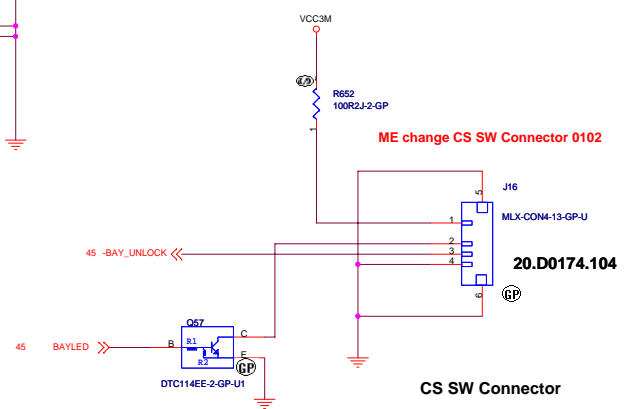 VCC3M
R652
100R2J-2-GP
1
ME change CS SW Connector 0102
5
J16
MLX-CON4-13-GP-U
1
2
3
4
45 -BAY_UNLOCK
20.D0174.104
6
GP
Q57
C
45 BAYLED
B
R1
R2
E
GP
DTC114EE-2-GP-U1
CS SW Connector